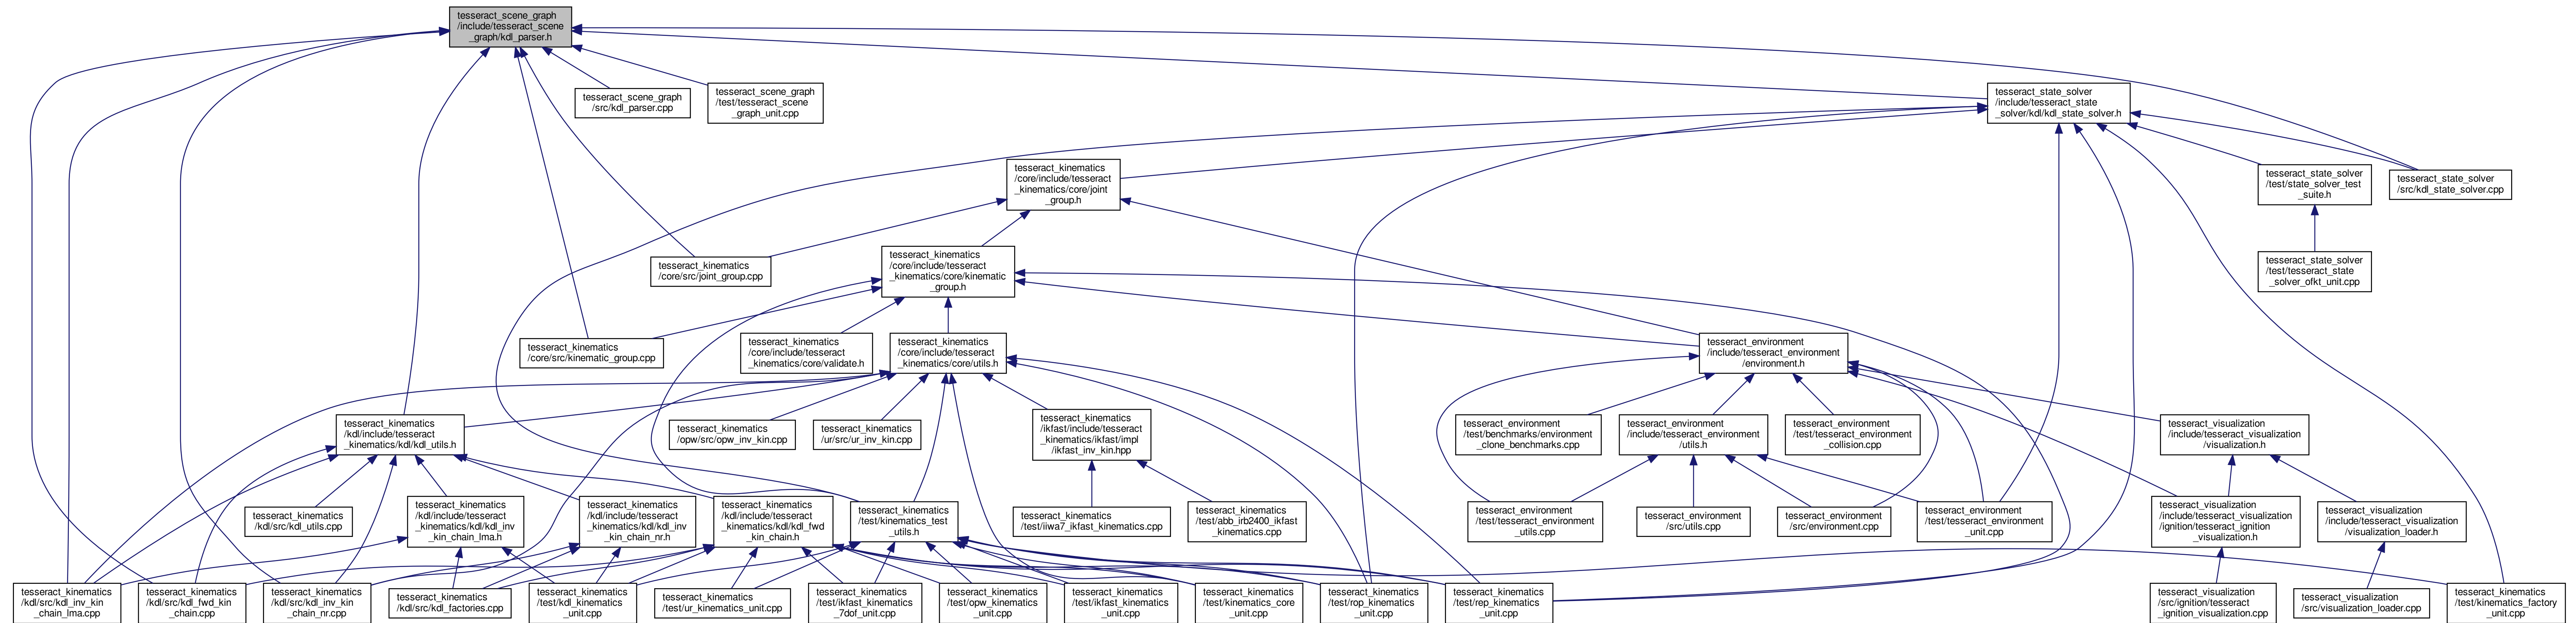 tesseract_scene_graph
/include/tesseract_scene
_graph/kdl_parser.h
tesseract_scene_graph
/src/kdl_parser.cpp
tesseract_scene_graph
/test/tesseract_scene
_graph_unit.cpp
tesseract_state_solver
/include/tesseract_state
_solver/kdl/kdl_state_solver.h
tesseract_kinematics
/core/include/tesseract
_kinematics/core/joint
_group.h
tesseract_state_solver
/test/state_solver_test
_suite.h
tesseract_state_solver
/src/kdl_state_solver.cpp
tesseract_kinematics
/core/src/joint_group.cpp
tesseract_kinematics
/core/include/tesseract
_kinematics/core/kinematic
_group.h
tesseract_state_solver
/test/tesseract_state
_solver_ofkt_unit.cpp
tesseract_kinematics
/core/src/kinematic_group.cpp
tesseract_kinematics
/core/include/tesseract
_kinematics/core/validate.h
tesseract_kinematics
/core/include/tesseract
_kinematics/core/utils.h
tesseract_environment
/include/tesseract_environment
/environment.h
tesseract_kinematics
/kdl/include/tesseract
_kinematics/kdl/kdl_utils.h
tesseract_kinematics
/opw/src/opw_inv_kin.cpp
tesseract_kinematics
/ur/src/ur_inv_kin.cpp
tesseract_kinematics
/ikfast/include/tesseract
_kinematics/ikfast/impl
/ikfast_inv_kin.hpp
tesseract_environment
/test/benchmarks/environment
_clone_benchmarks.cpp
tesseract_environment
/include/tesseract_environment
/utils.h
tesseract_environment
/test/tesseract_environment
_collision.cpp
tesseract_visualization
/include/tesseract_visualization
/visualization.h
tesseract_kinematics
/kdl/src/kdl_utils.cpp
tesseract_kinematics
/kdl/include/tesseract
_kinematics/kdl/kdl_inv
_kin_chain_lma.h
tesseract_kinematics
/kdl/include/tesseract
_kinematics/kdl/kdl_inv
_kin_chain_nr.h
tesseract_kinematics
/kdl/include/tesseract
_kinematics/kdl/kdl_fwd
_kin_chain.h
tesseract_kinematics
/test/kinematics_test
_utils.h
tesseract_kinematics
/test/iiwa7_ikfast_kinematics.cpp
tesseract_kinematics
/test/abb_irb2400_ikfast
_kinematics.cpp
tesseract_environment
/test/tesseract_environment
_utils.cpp
tesseract_environment
/src/utils.cpp
tesseract_environment
/src/environment.cpp
tesseract_environment
/test/tesseract_environment
_unit.cpp
tesseract_visualization
/include/tesseract_visualization
/ignition/tesseract_ignition
_visualization.h
tesseract_visualization
/include/tesseract_visualization
/visualization_loader.h
tesseract_kinematics
/kdl/src/kdl_inv_kin
_chain_lma.cpp
tesseract_kinematics
/kdl/src/kdl_fwd_kin
_chain.cpp
tesseract_kinematics
/kdl/src/kdl_inv_kin
_chain_nr.cpp
tesseract_kinematics
/kdl/src/kdl_factories.cpp
tesseract_kinematics
/test/kdl_kinematics
_unit.cpp
tesseract_kinematics
/test/ur_kinematics_unit.cpp
tesseract_kinematics
/test/ikfast_kinematics
_7dof_unit.cpp
tesseract_kinematics
/test/opw_kinematics
_unit.cpp
tesseract_kinematics
/test/ikfast_kinematics
_unit.cpp
tesseract_kinematics
/test/kinematics_core
_unit.cpp
tesseract_kinematics
/test/rop_kinematics
_unit.cpp
tesseract_kinematics
/test/rep_kinematics
_unit.cpp
tesseract_visualization
/src/ignition/tesseract
_ignition_visualization.cpp
tesseract_visualization
/src/visualization_loader.cpp
tesseract_kinematics
/test/kinematics_factory
_unit.cpp